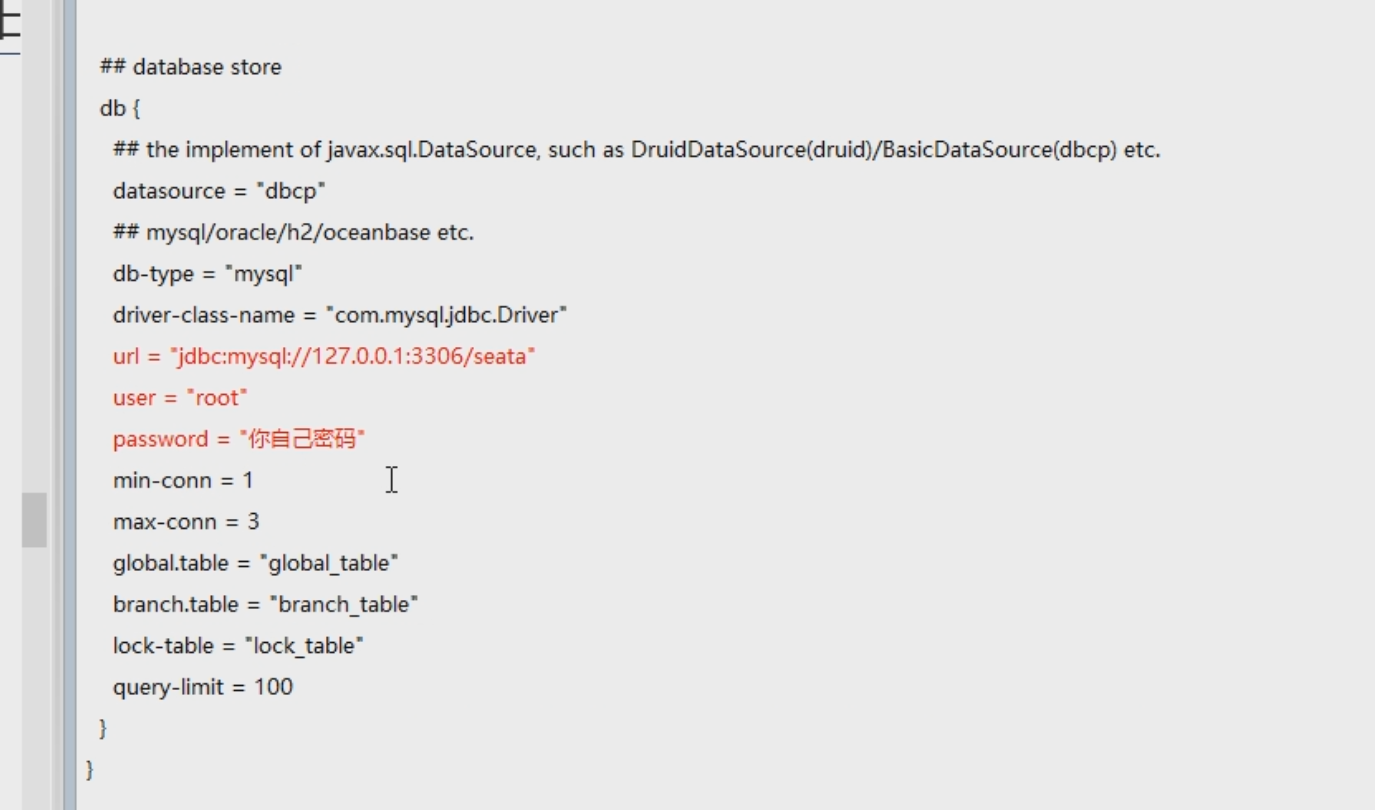 ## database store
db {
## the implement of javax.sql.DataSource, such as DruidDataSource(druid)/BasicDataSource(dbcp) etc.
datasource = "dbcp"
## mysql/oracle/h2/oceanbase etc.
db-type = "mysql"
driver-class-name = "com.mysql.jdbc.Driver"
url = "jdbc:mysql://127.0.0.1:3306/seata"
user = "root"
password = "你自己密码"
min-conn = 1
max-conn = 3
global.table = "global_table"
branch.table = "branch_table"
lock-table = "lock_table"
query-limit = 100
}
}